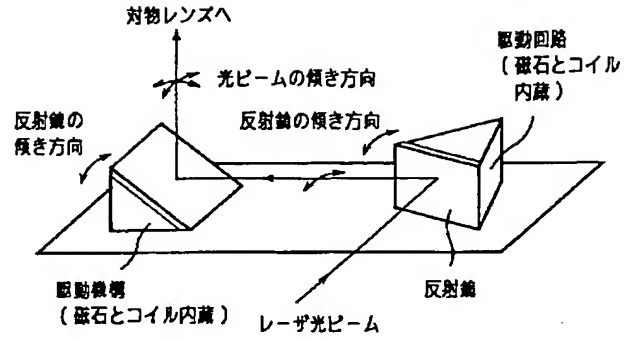 対物レンズへ
駆動回路
(磁石とコイル
内蔵)
光ビームの傾き方向
反射鏡の
傾き方向
反射鏡の傾き方向
駆動機構
(磁石とコイル内蔵)
反射鏡
レーザ光ビーム